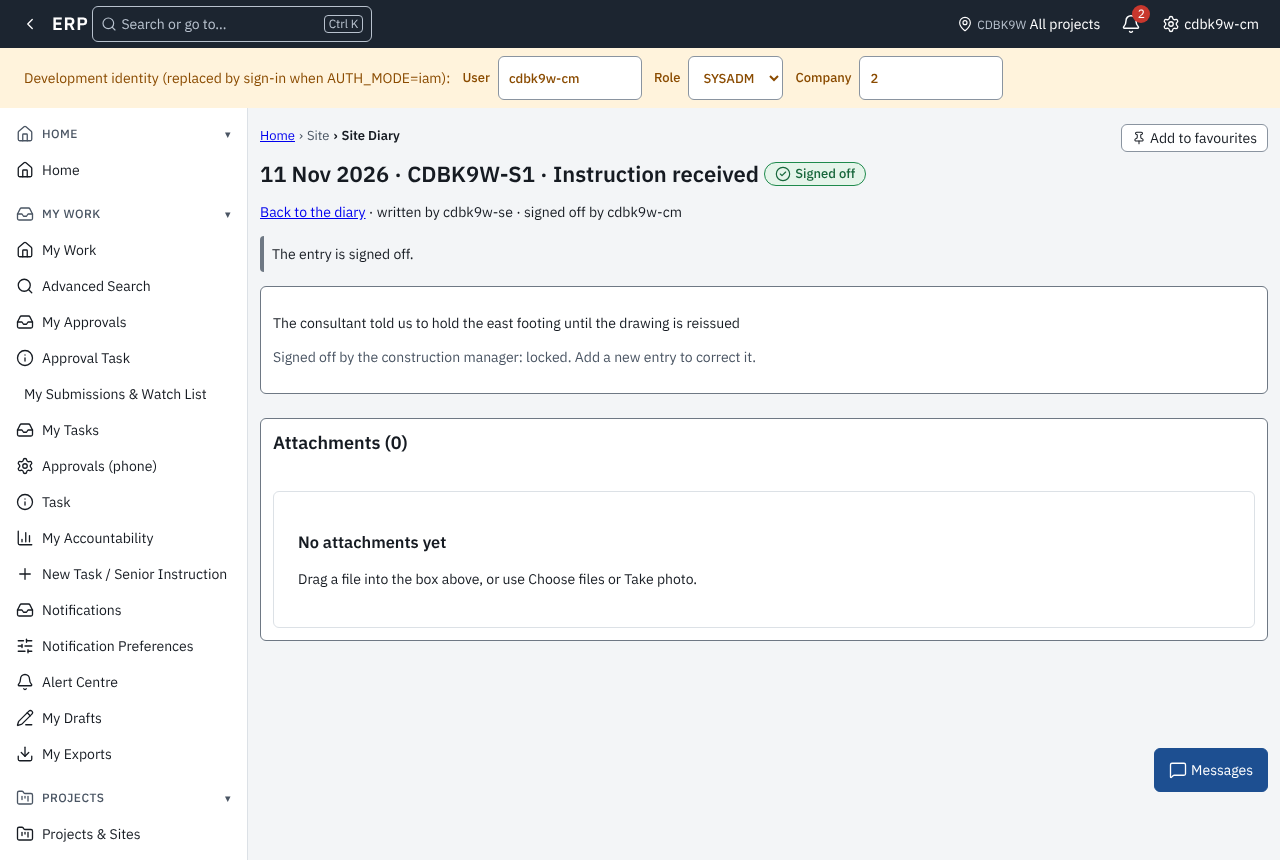 ERP
Search or go to...
Ctrl K
CDBK9W All projects
2
cdbk9w-cm
Development identity (replaced by sign-in when AUTH_MODE=iam):
User
cdbk9w-cm
Role
SYSADM
Company
2
HOME
Home
MY WORK
My Work
Advanced Search
My Approvals
Approval Task
My Submissions & Watch List
My Tasks
Approvals (phone)
Task
My Accountability
New Task / Senior Instruction
Notifications
Notification Preferences
Alert Centre
My Drafts
My Exports
PROJECTS
Projects & Sites
Home › Site › Site Diary
Add to favourites
11 Nov 2026 · CDBK9W-S1 · Instruction received
Signed off
Back to the diary · written by cdbk9w-se · signed off by cdbk9w-cm
The entry is signed off.
The consultant told us to hold the east footing until the drawing is reissued
Signed off by the construction manager: locked. Add a new entry to correct it.
Attachments (0)
No attachments yet
Drag a file into the box above, or use Choose files or Take photo.
Messages